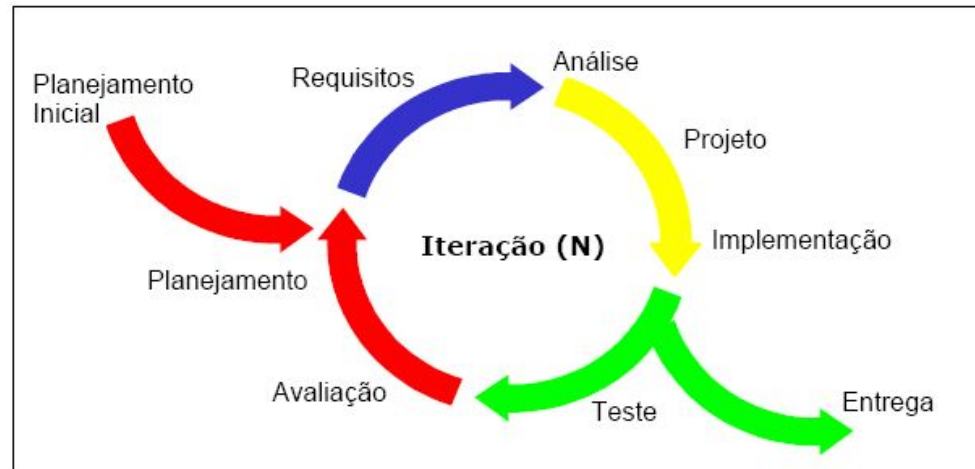 Planejamento
Inicial
Requisitos
Análise
Projeto
Implementação
Iteração (N)
Planejamento
Avaliação
Teste
Entrega